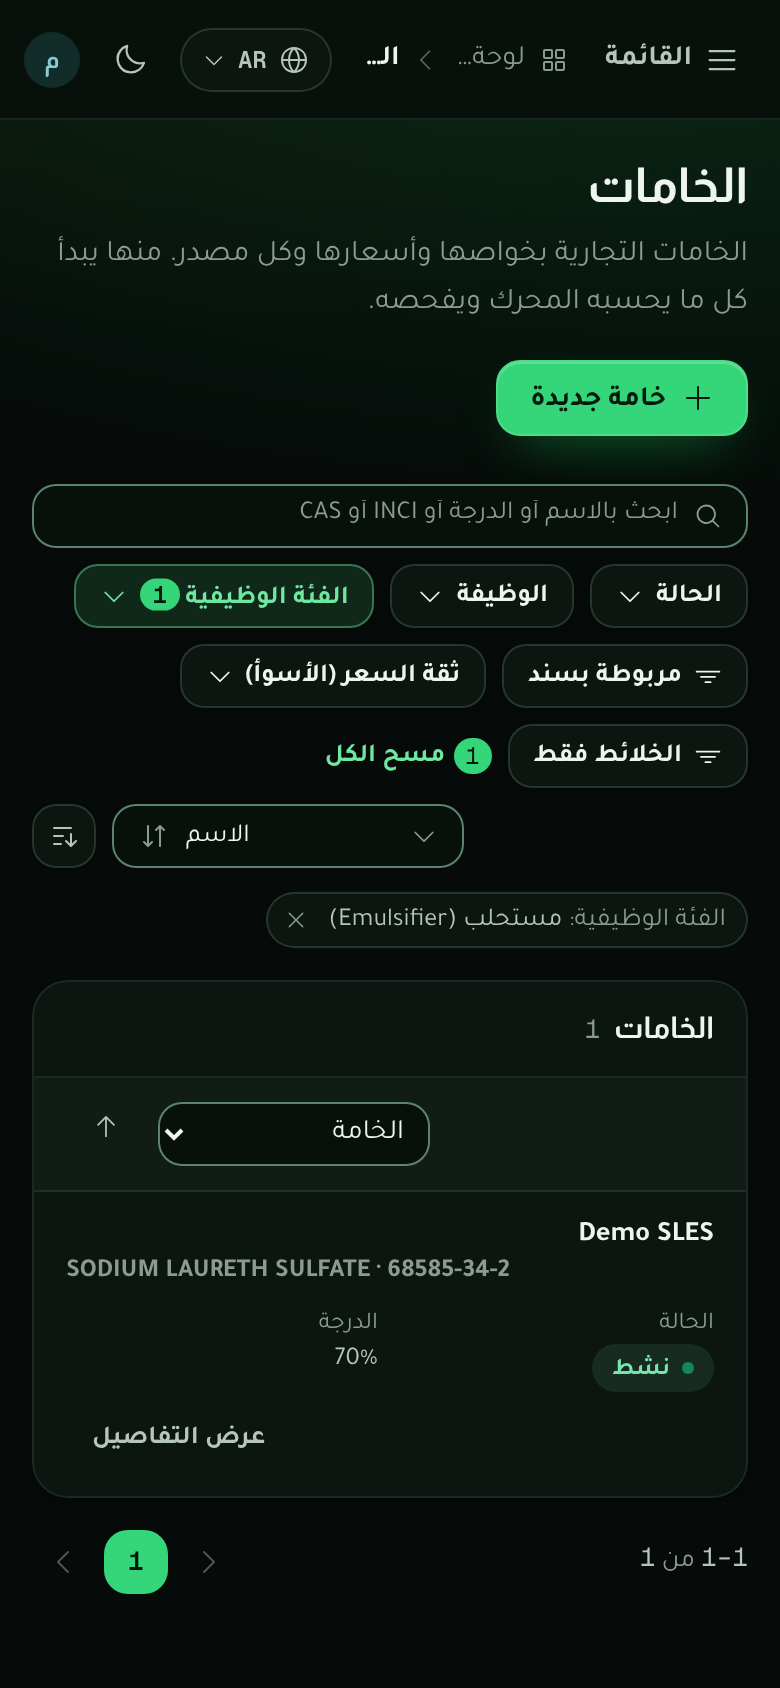 القائمة
لوحة...
الـ...
AR
م
الخامات
الخامات التجارية بخواصها وأسعارها وكل مصدر. منها يبدأ
كل ما يحسبه المحرك ويفحصه.
خامة جديدة
ابحث بالاسم أو الدرجة أو INCI أو CAS
الحالة
الوظيفة
الفئة الوظيفية 1
مربوطة بسند
ثقة السعر (الأسوأ)
الخلائط فقط
1 مسح الكل
الاسم
الفئة الوظيفية: مستحلب (Emulsifier)
الخامات 1
الخامة
Demo SLES
SODIUM LAURETH SULFATE · 68585-34-2
الحالة
نشط
الدرجة
70%
عرض التفاصيل
1–1 من 1
1